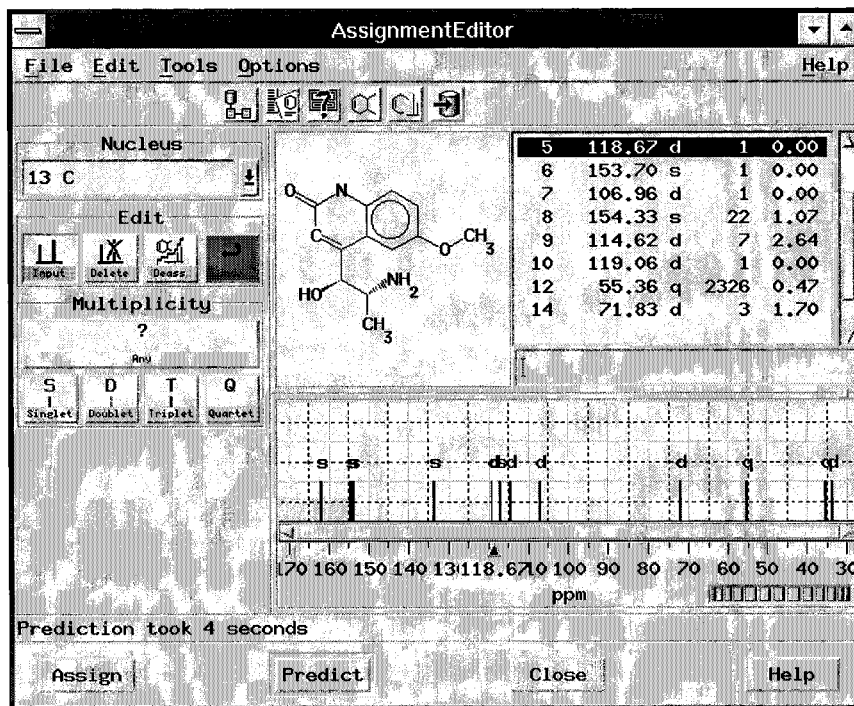 AssignmentEditor
File Edit Tools Options Help
Nucleus
13 C
Edit
Input Delete Deass.
Multiplicity
?
Any
S D T Q
Singlet Doublet Triplet Quartet
O N
C
O CH3
HO NH2
CH3
5 118.67 d 1 0.00
6 153.70 s 1 0.00
7 106.96 d 1 0.00
8 154.33 s 22 1.07
9 114.62 d 7 2.64
10 119.06 d 1 0.00
12 55.36 q 2326 0.47
14 71.83 d 3 1.70
s s s dsd d d q qd
170 160 150 140 13 118.67 10 100 90 80 70 60 50 40 30
ppm
Prediction took 4 seconds
Assign Predict Close Help